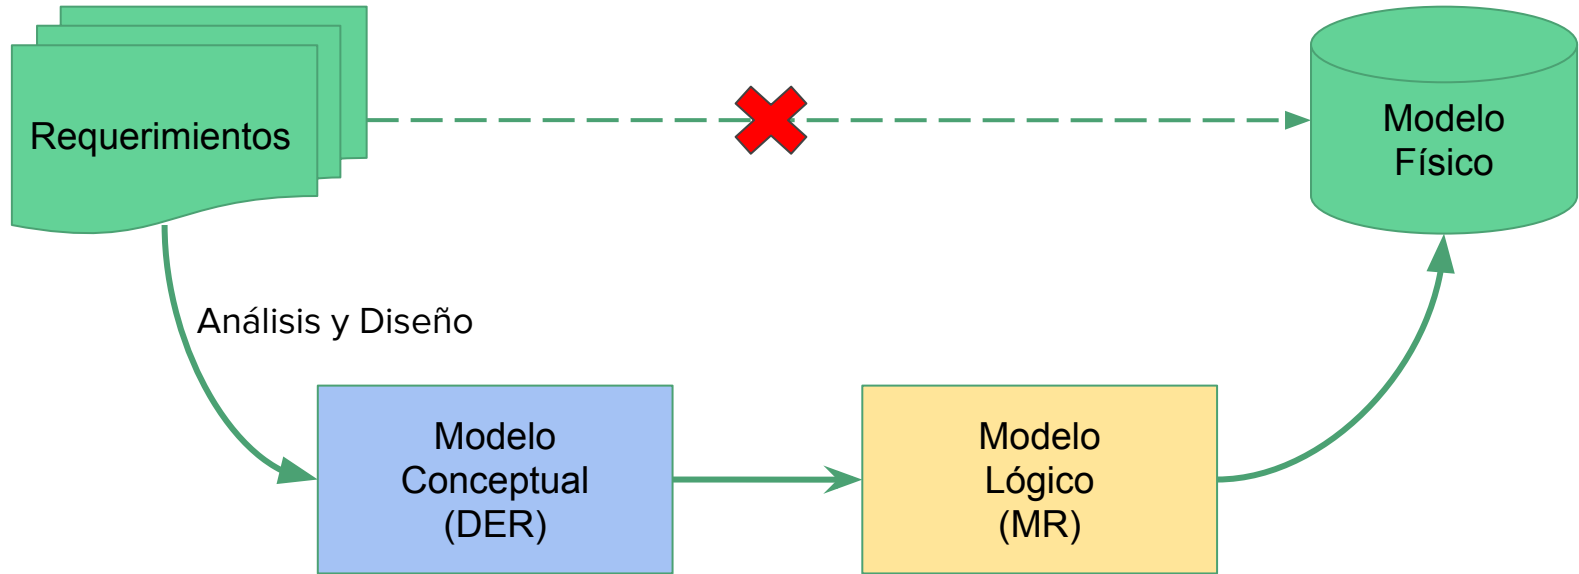 Requerimientos
Modelo
Físico
Análisis y Diseño
Modelo
Conceptual
(DER)
Modelo
Lógico
(MR)